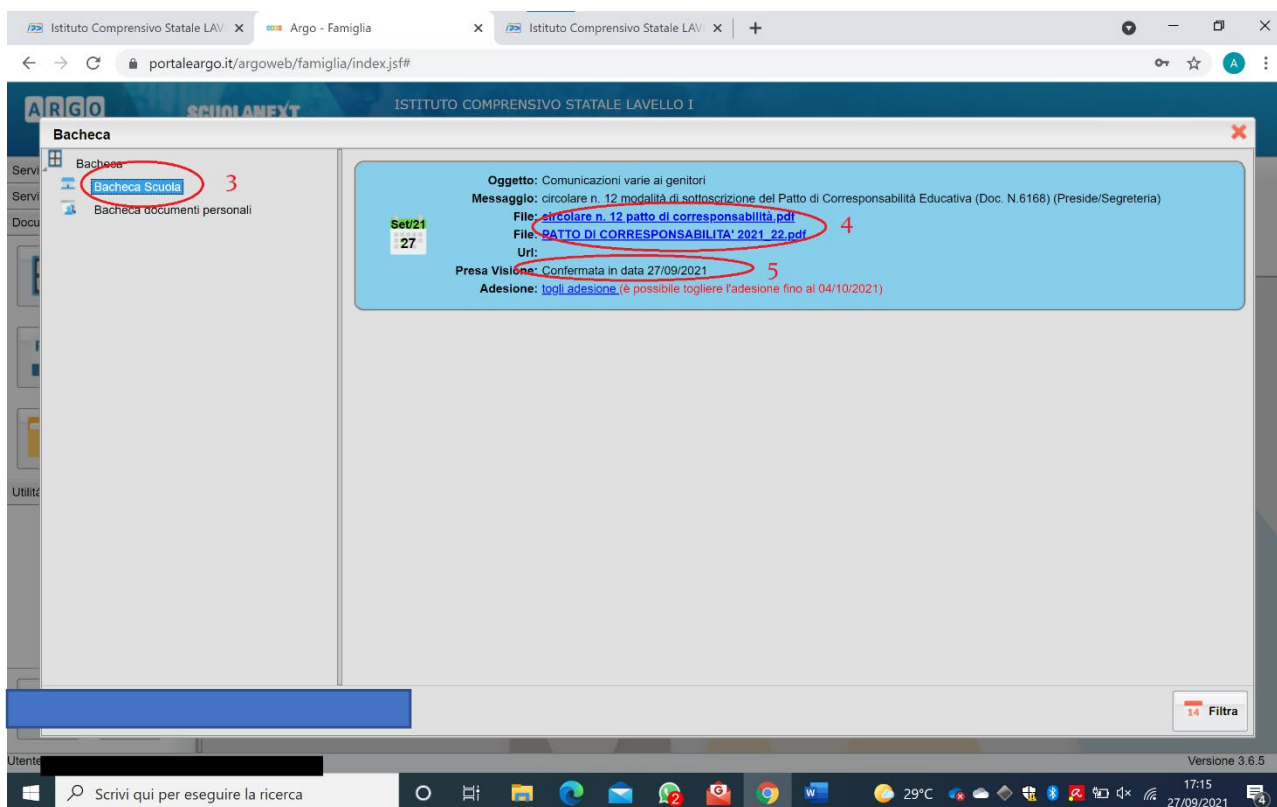 Istituto Comprensivo Statale LAV
Argo - Famiglia
Istituto Comprensivo Statale LAV
portaleargo.it/argoweb/famiglia/index.jsf#
A
ARGO
SCUOLANEXT
ISTITUTO COMPRENSIVO STATALE LAVELLO I
Bacheca
Servi
Servi
Docu
Utilità
Bacheca
Bacheca Scuola
3
Bacheca documenti personali
Set/21
27
Oggetto: Comunicazioni varie ai genitori
Messaggio: circolare n. 12 modalità di sottoscrizione del Patto di Corresponsabilità Educativa (Doc. N.6168) (Preside/Segreteria)
File: circolare n. 12 patto di corresponsabilità.pdf
File: PATTO DI CORRESPONSABILITA' 2021_22.pdf
4
Url:
Presa Visione: Confermata in data 27/09/2021
5
Adesione: togli adesione (è possibile togliere l'adesione fino al 04/10/2021)
14 Filtra
Utente
Versione 3.6.5
Scrivi qui per eseguire la ricerca
2
G
W
29°C
17:15
27/09/2021
4